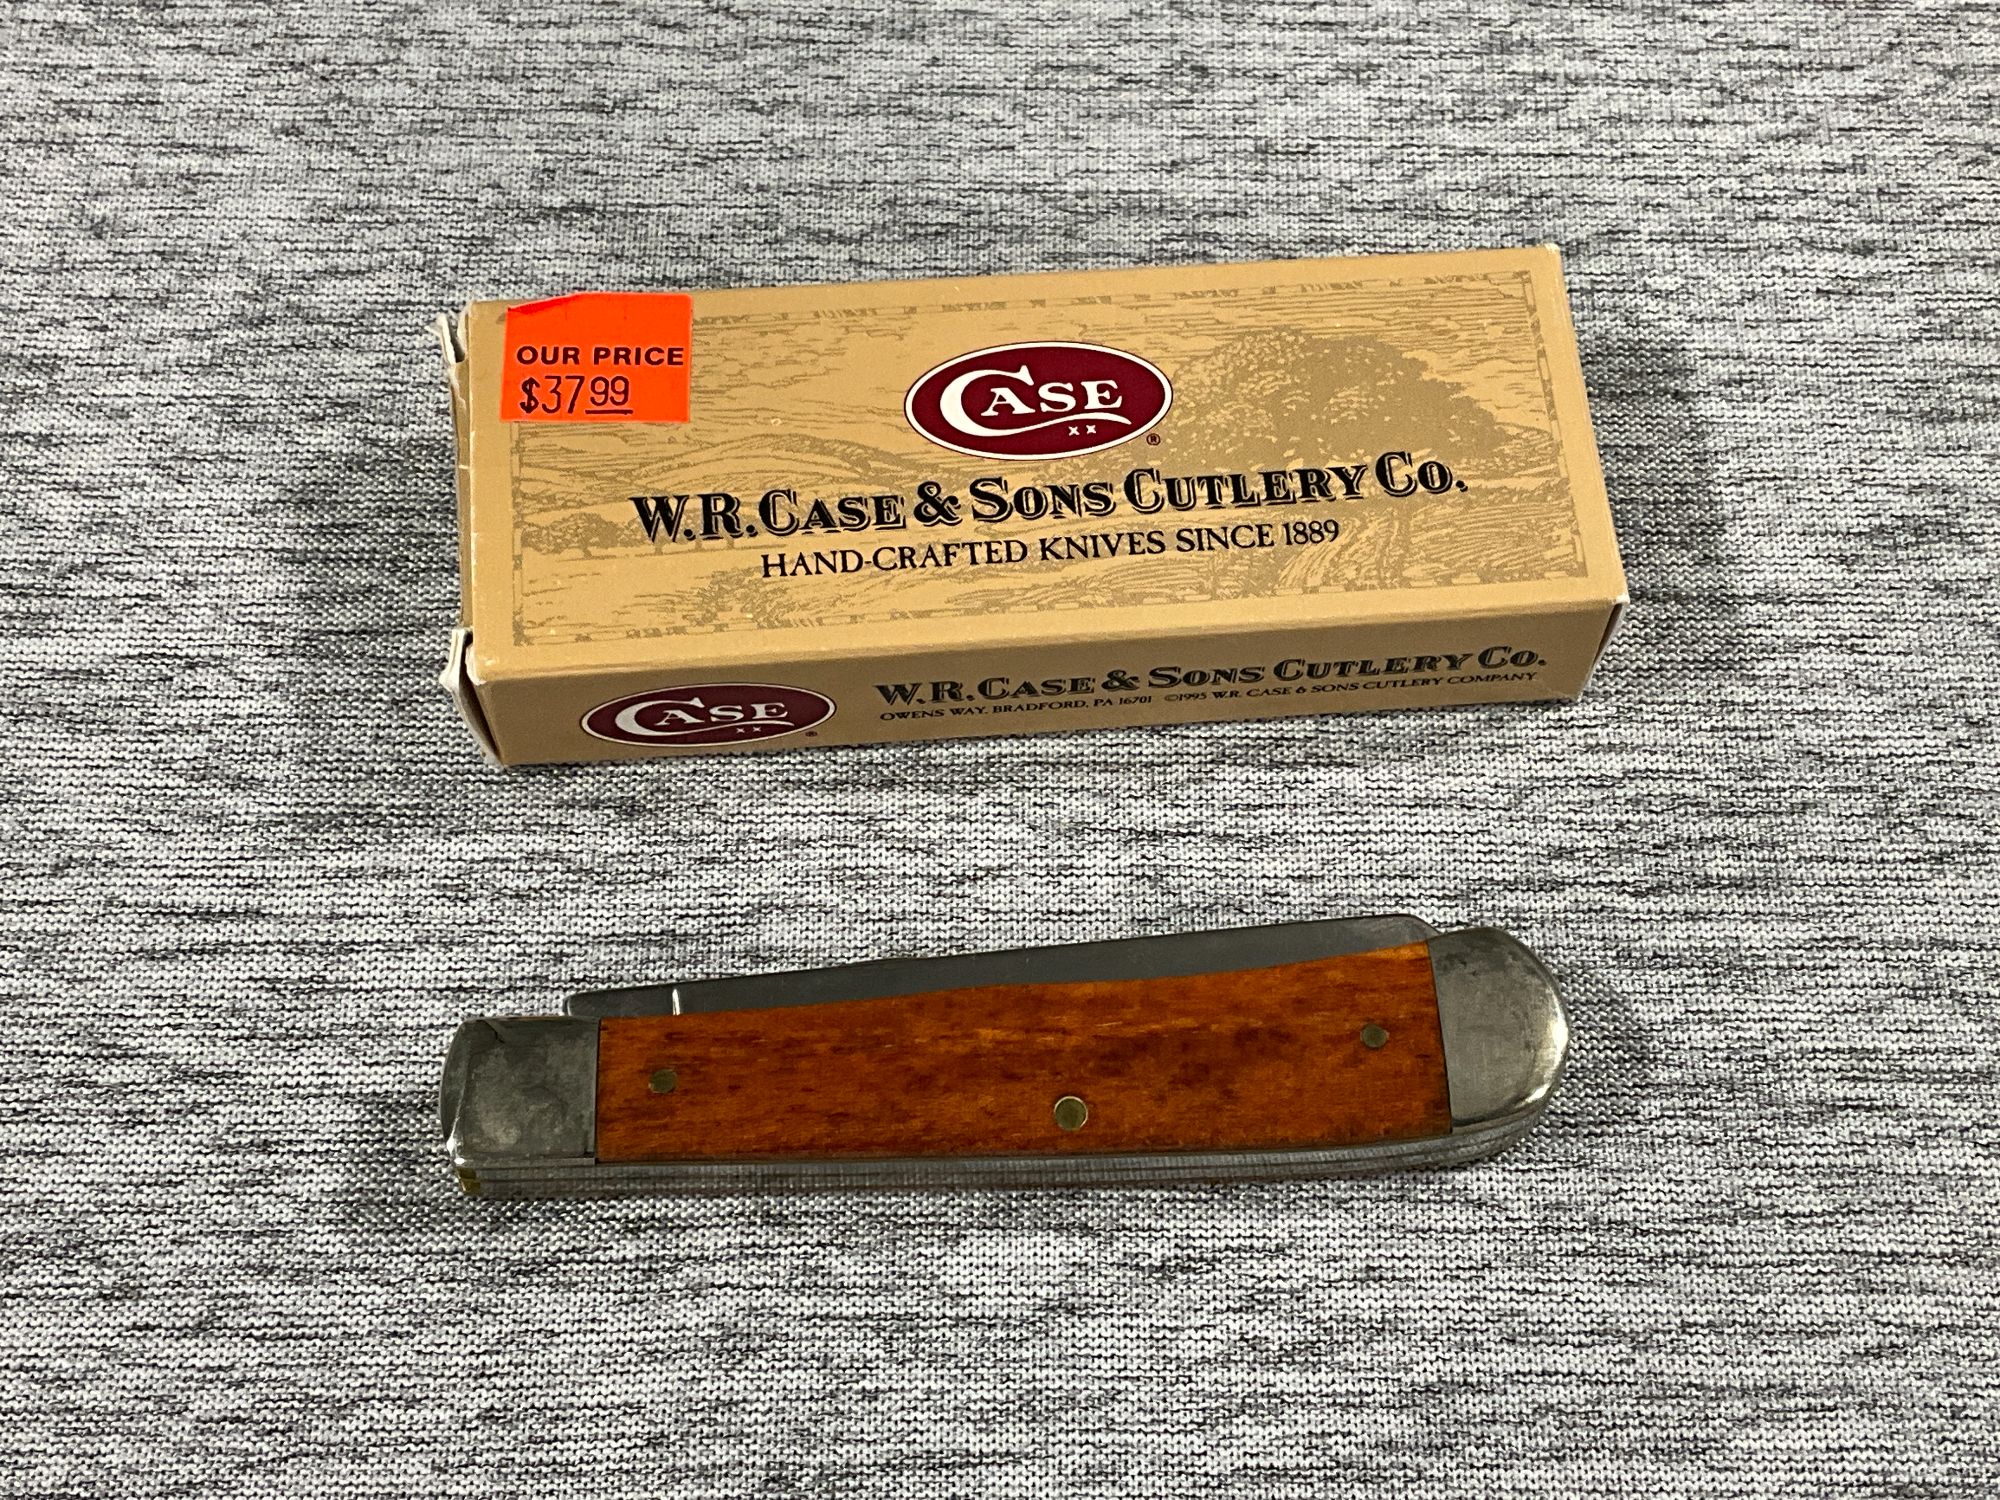 OUR PRICE
$37.99
CASE
XX
®
W.R. CASE & SONS CUTLERY CO.
HAND-CRAFTED KNIVES SINCE 1889
CASE
XX
®
W.R. CASE & SONS CUTLERY CO.
OWENS WAY, BRADFORD, PA 16701 ©1995 W.R. CASE & SONS CUTLERY COMPANY